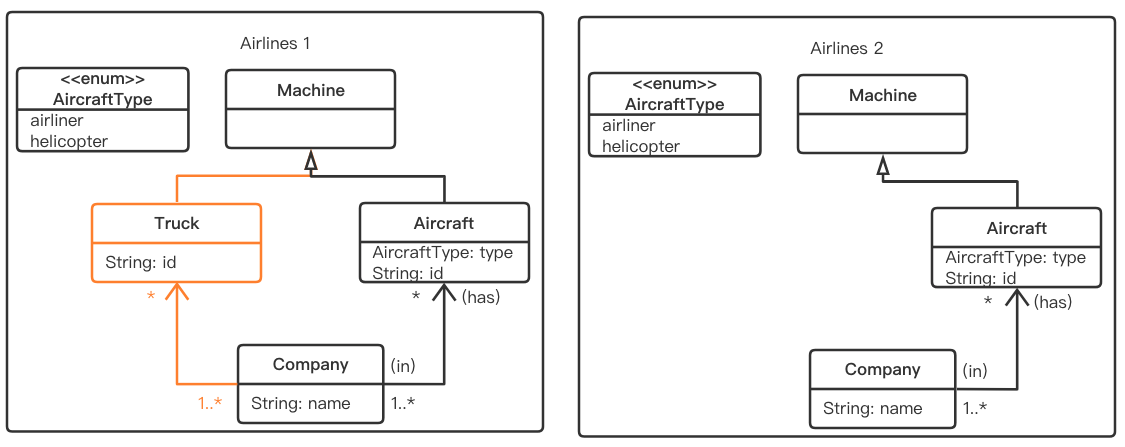 Airlines 1
<<enum>>
AircraftType
airliner
helicopter
Machine
Truck
String: id
Aircraft
AircraftType: type
String: id
*
* (has)
Company
String: name
(in)
1..*
1..*
Airlines 2
<<enum>>
AircraftType
airliner
helicopter
Machine
Aircraft
AircraftType: type
String: id
* (has)
Company
String: name
(in)
1..*